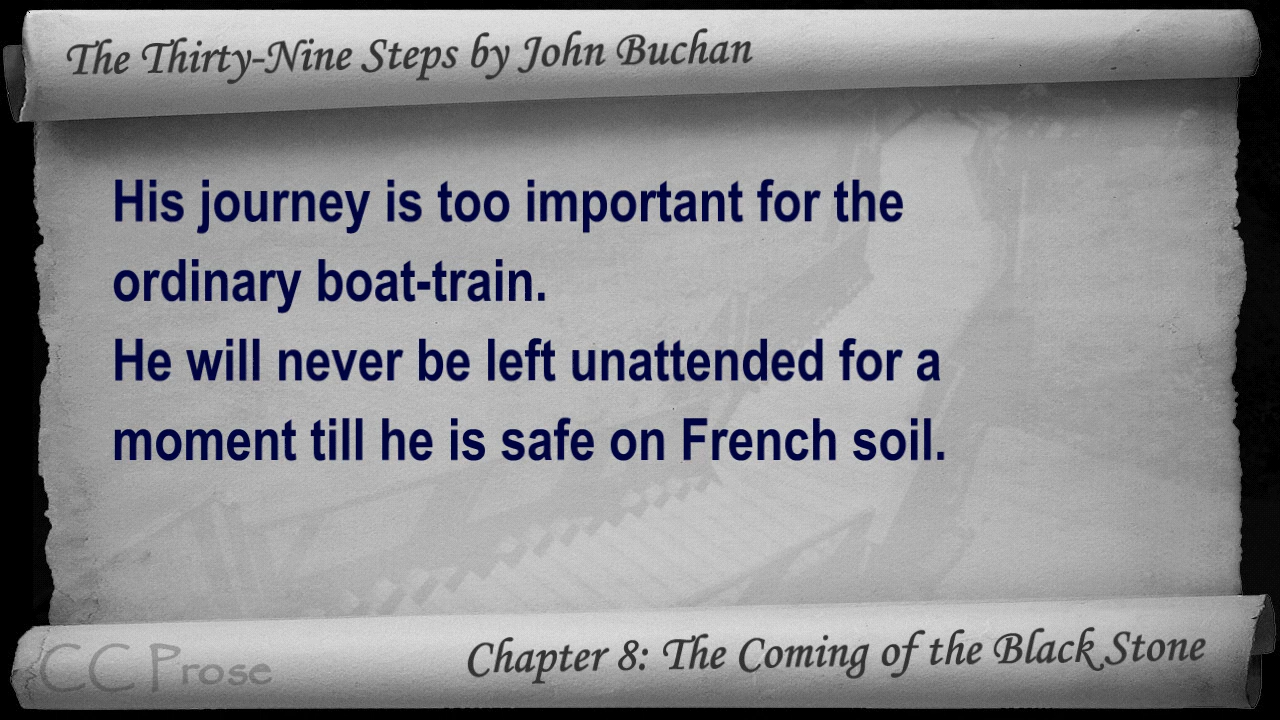 The Thirty-Nine Steps by John Buchan
His journey is too important for the
ordinary boat-train.
He will never be left unattended for a
moment till he is safe on French soil.
CC Prose
Chapter 8: The Coming of the Black Stone